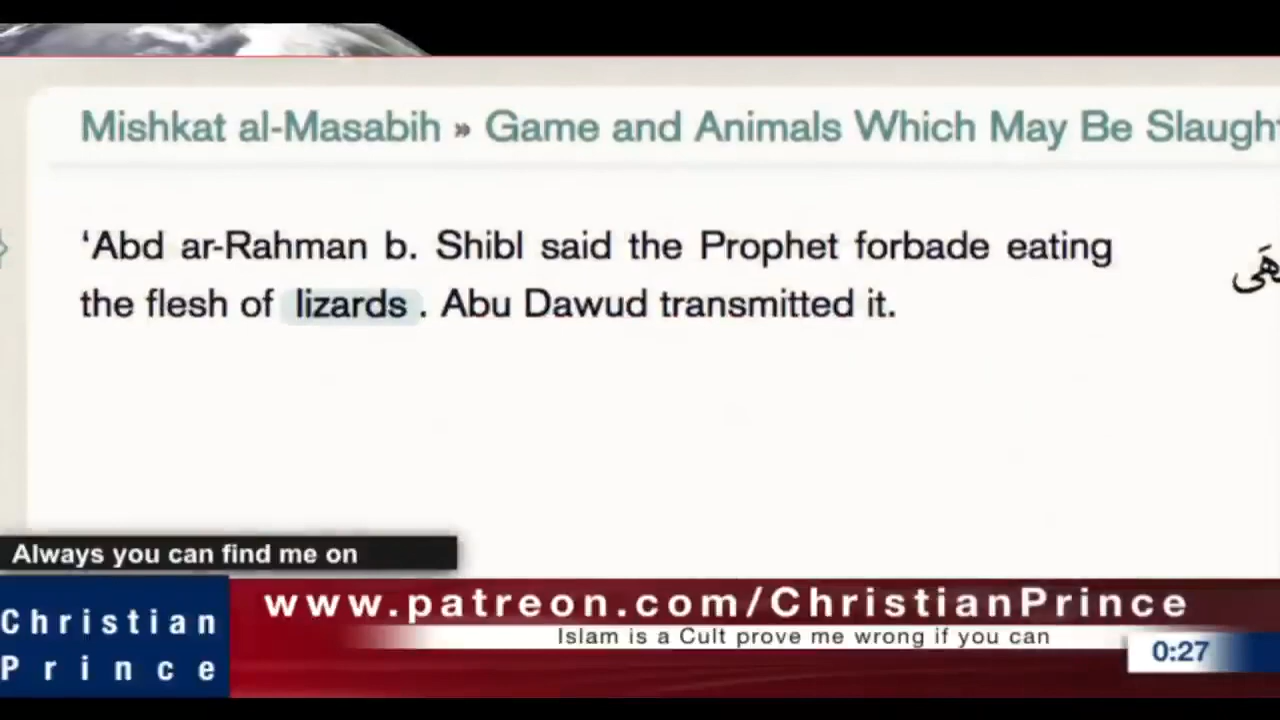 Mishkat al-Masabih » Game and Animals Which May Be Slaugh
‘Abd ar-Rahman b. Shibl said the Prophet forbade eating
the flesh of lizards . Abu Dawud transmitted it.
Always you can find me on
Christian
Prince
www.patreon.com/ChristianPrince
Islam is a Cult prove me wrong if you can
0:27